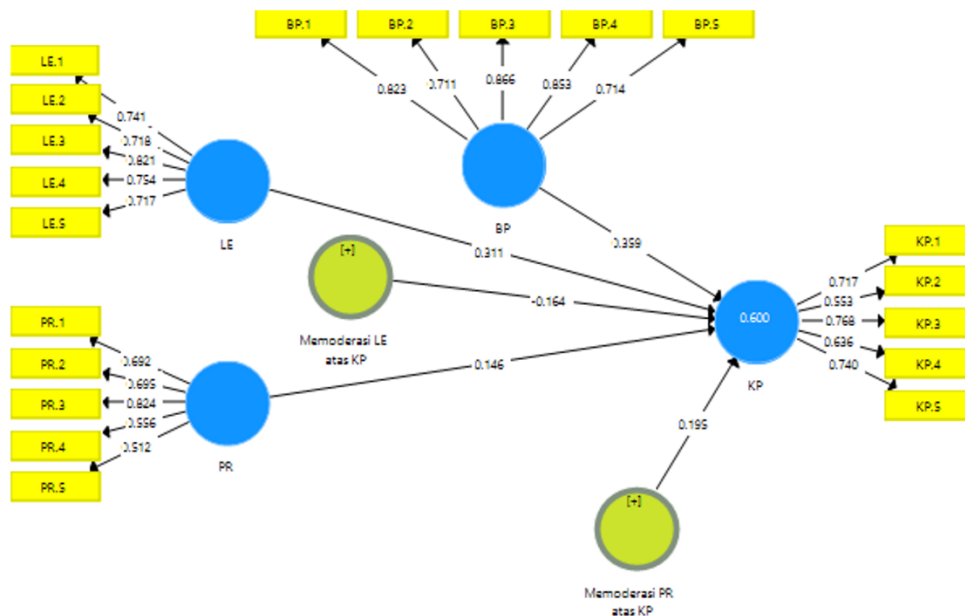 BP.1 BP.2 BP.3 BP.4 BP.5
0.823 0.711 0.866 0.853 0.714
BP
LE.1
LE.2
LE.3
LE.4
LE.5
0.741
0.718
0.821
0.754
0.717
LE
0.311
0.359
[+]
-0.164
Memoderasi LE
atas KP
PR.1
PR.2
PR.3
PR.4
PR.5
0.692
0.695
0.824
0.556
0.512
PR
0.146
0.600
KP
KP.1
KP.2
KP.3
KP.4
KP.5
0.717
0.553
0.768
0.636
0.740
0.195
[+]
Memoderasi PR
atas KP